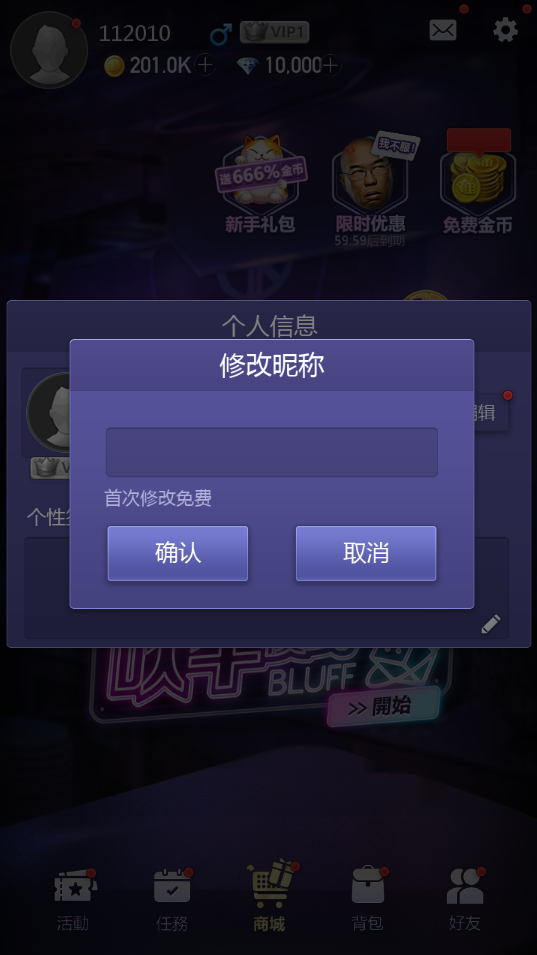 112010
VIP1
201.0K
10,000
我不服!
送666%金币
新手礼包
限时优惠
免费金币
59:59后到期
个人信息
修改昵称
辑
首次修改免费
确认
取消
BLUFF
>> 開始
活動
任務
商城
背包
好友